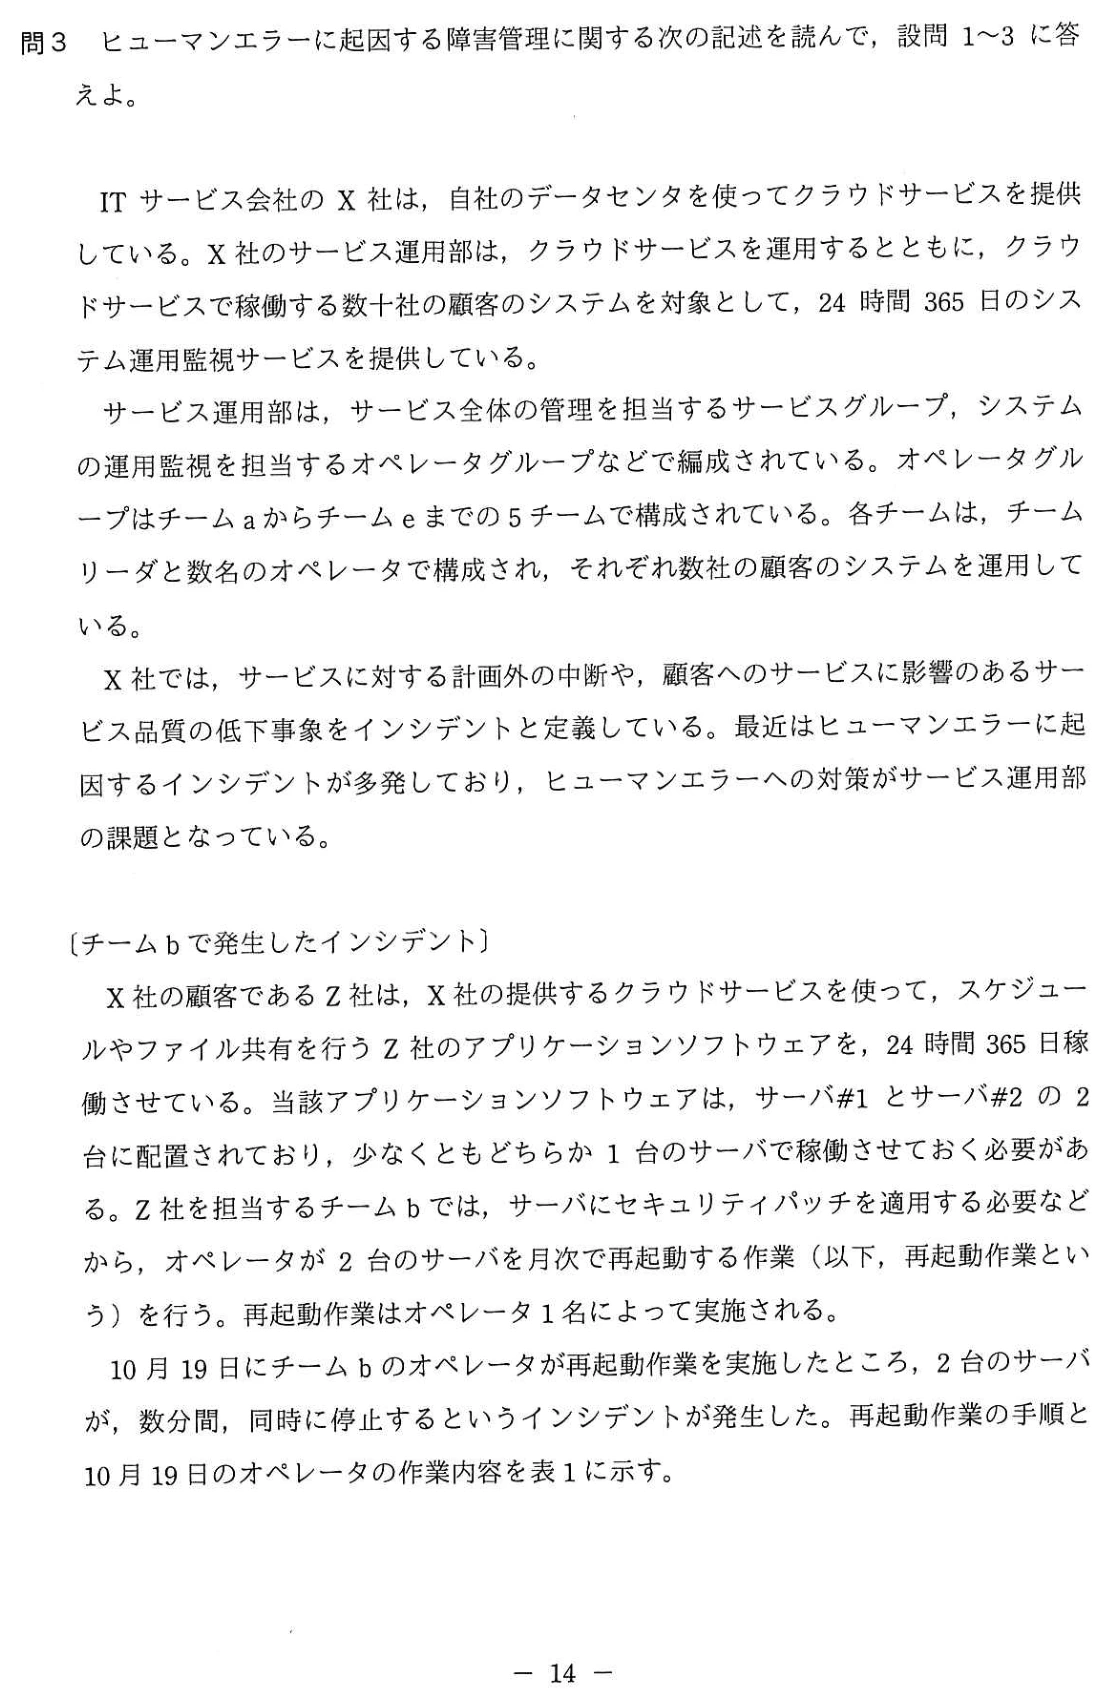 問3　ヒューマンエラーに起因する障害管理に関する次の記述を読んで，設問 1～3 に答
えよ。
IT サービス会社の X 社は，自社のデータセンタを使ってクラウドサービスを提供
している。X 社のサービス運用部は，クラウドサービスを運用するとともに，クラウ
ドサービスで稼働する数十社の顧客のシステムを対象として，24 時間 365 日のシス
テム運用監視サービスを提供している。
サービス運用部は，サービス全体の管理を担当するサービスグループ，システム
の運用監視を担当するオペレータグループなどで編成されている。オペレータグル
ープはチーム a からチーム e までの 5 チームで構成されている。各チームは，チーム
リーダと数名のオペレータで構成され，それぞれ数社の顧客のシステムを運用して
いる。
X 社では，サービスに対する計画外の中断や，顧客へのサービスに影響のあるサー
ビス品質の低下事象をインシデントと定義している。最近はヒューマンエラーに起
因するインシデントが多発しており，ヒューマンエラーへの対策がサービス運用部
の課題となっている。
〔チーム b で発生したインシデント〕
X 社の顧客である Z 社は，X 社の提供するクラウドサービスを使って，スケジュー
ルやファイル共有を行う Z 社のアプリケーションソフトウェアを，24 時間 365 日稼
働させている。当該アプリケーションソフトウェアは，サーバ#1 とサーバ#2 の 2
台に配置されており，少なくともどちらか 1 台のサーバで稼働させておく必要があ
る。Z 社を担当するチーム b では，サーバにセキュリティパッチを適用する必要など
から，オペレータが 2 台のサーバを月次で再起動する作業（以下，再起動作業とい
う）を行う。再起動作業はオペレータ 1 名によって実施される。
10 月 19 日にチーム b のオペレータが再起動作業を実施したところ，2 台のサーバ
が，数分間，同時に停止するというインシデントが発生した。再起動作業の手順と
10 月 19 日のオペレータの作業内容を表 1 に示す。
－ 14 －